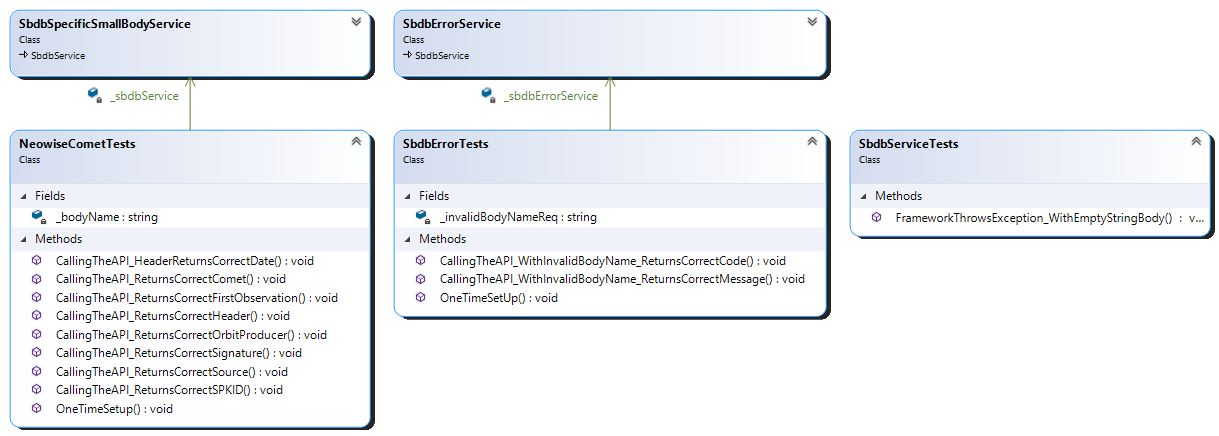 SbdbSpecificSmallBodyService
Class
SbdbService
SbdbErrorService
Class
SbdbService
_sbdbService
_sbdbErrorService
NeowiseCometTests
Class
Fields
_bodyName : string
Methods
CallingTheAPI_HeaderReturnsCorrectDate() : void
CallingTheAPI_ReturnsCorrectComet() : void
CallingTheAPI_ReturnsCorrectFirstObservation() : void
CallingTheAPI_ReturnsCorrectHeader() : void
CallingTheAPI_ReturnsCorrectOrbitProducer() : void
CallingTheAPI_ReturnsCorrectSignature() : void
CallingTheAPI_ReturnsCorrectSource() : void
CallingTheAPI_ReturnsCorrectSPKID() : void
OneTimeSetup() : void
SbdbErrorTests
Class
Fields
_invalidBodyNameReq : string
Methods
CallingTheAPI_WithInvalidBodyName_ReturnsCorrectCode() : void
CallingTheAPI_WithInvalidBodyName_ReturnsCorrectMessage() : void
OneTimeSetUp() : void
SbdbServiceTests
Class
Methods
FrameworkThrowsException_WithEmptyStringBody() : v...